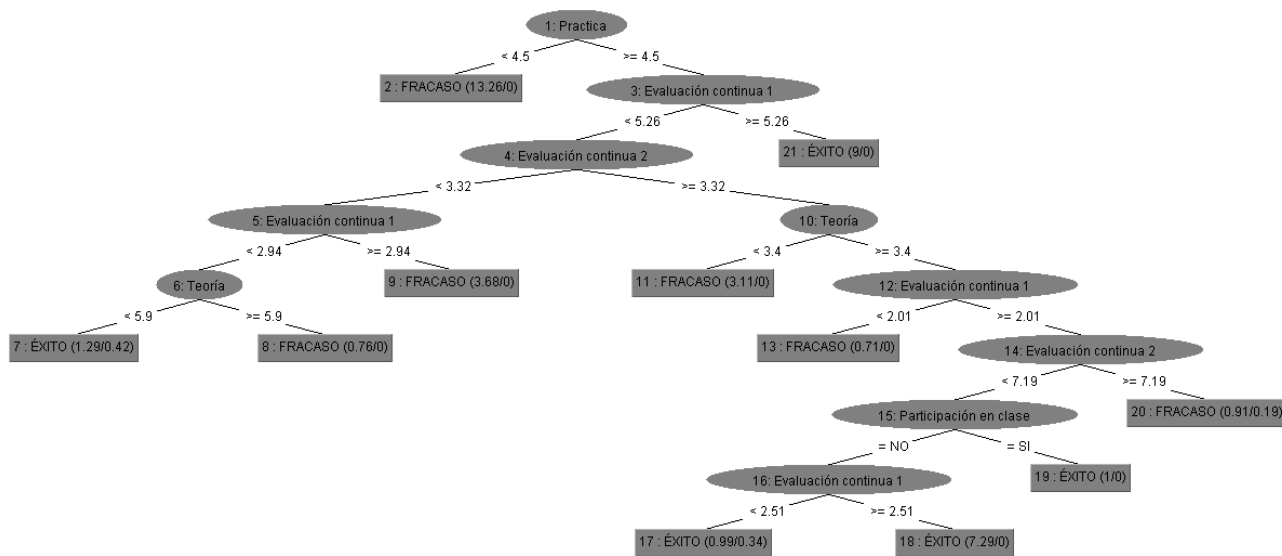 1: Practica
< 4.5
>= 4.5
2 : FRACASO (13.26/0)
3: Evaluación continua 1
< 5.26
>= 5.26
4: Evaluación continua 2
21 : ÉXITO (9/0)
< 3.32
>= 3.32
5: Evaluación continua 1
10: Teoría
< 2.94
>= 2.94
< 3.4
>= 3.4
6: Teoría
9 : FRACASO (3.68/0)
11 : FRACASO (3.11/0)
12: Evaluación continua 1
< 5.9
>= 5.9
< 2.01
>= 2.01
7 : ÉXITO (1.29/0.42)
8 : FRACASO (0.76/0)
13 : FRACASO (0.71/0)
14: Evaluación continua 2
< 7.19
>= 7.19
15: Participación en clase
20 : FRACASO (0.91/0.19)
= NO
= SI
16: Evaluación continua 1
19 : ÉXITO (1/0)
< 2.51
>= 2.51
17 : ÉXITO (0.99/0.34)
18 : ÉXITO (7.29/0)